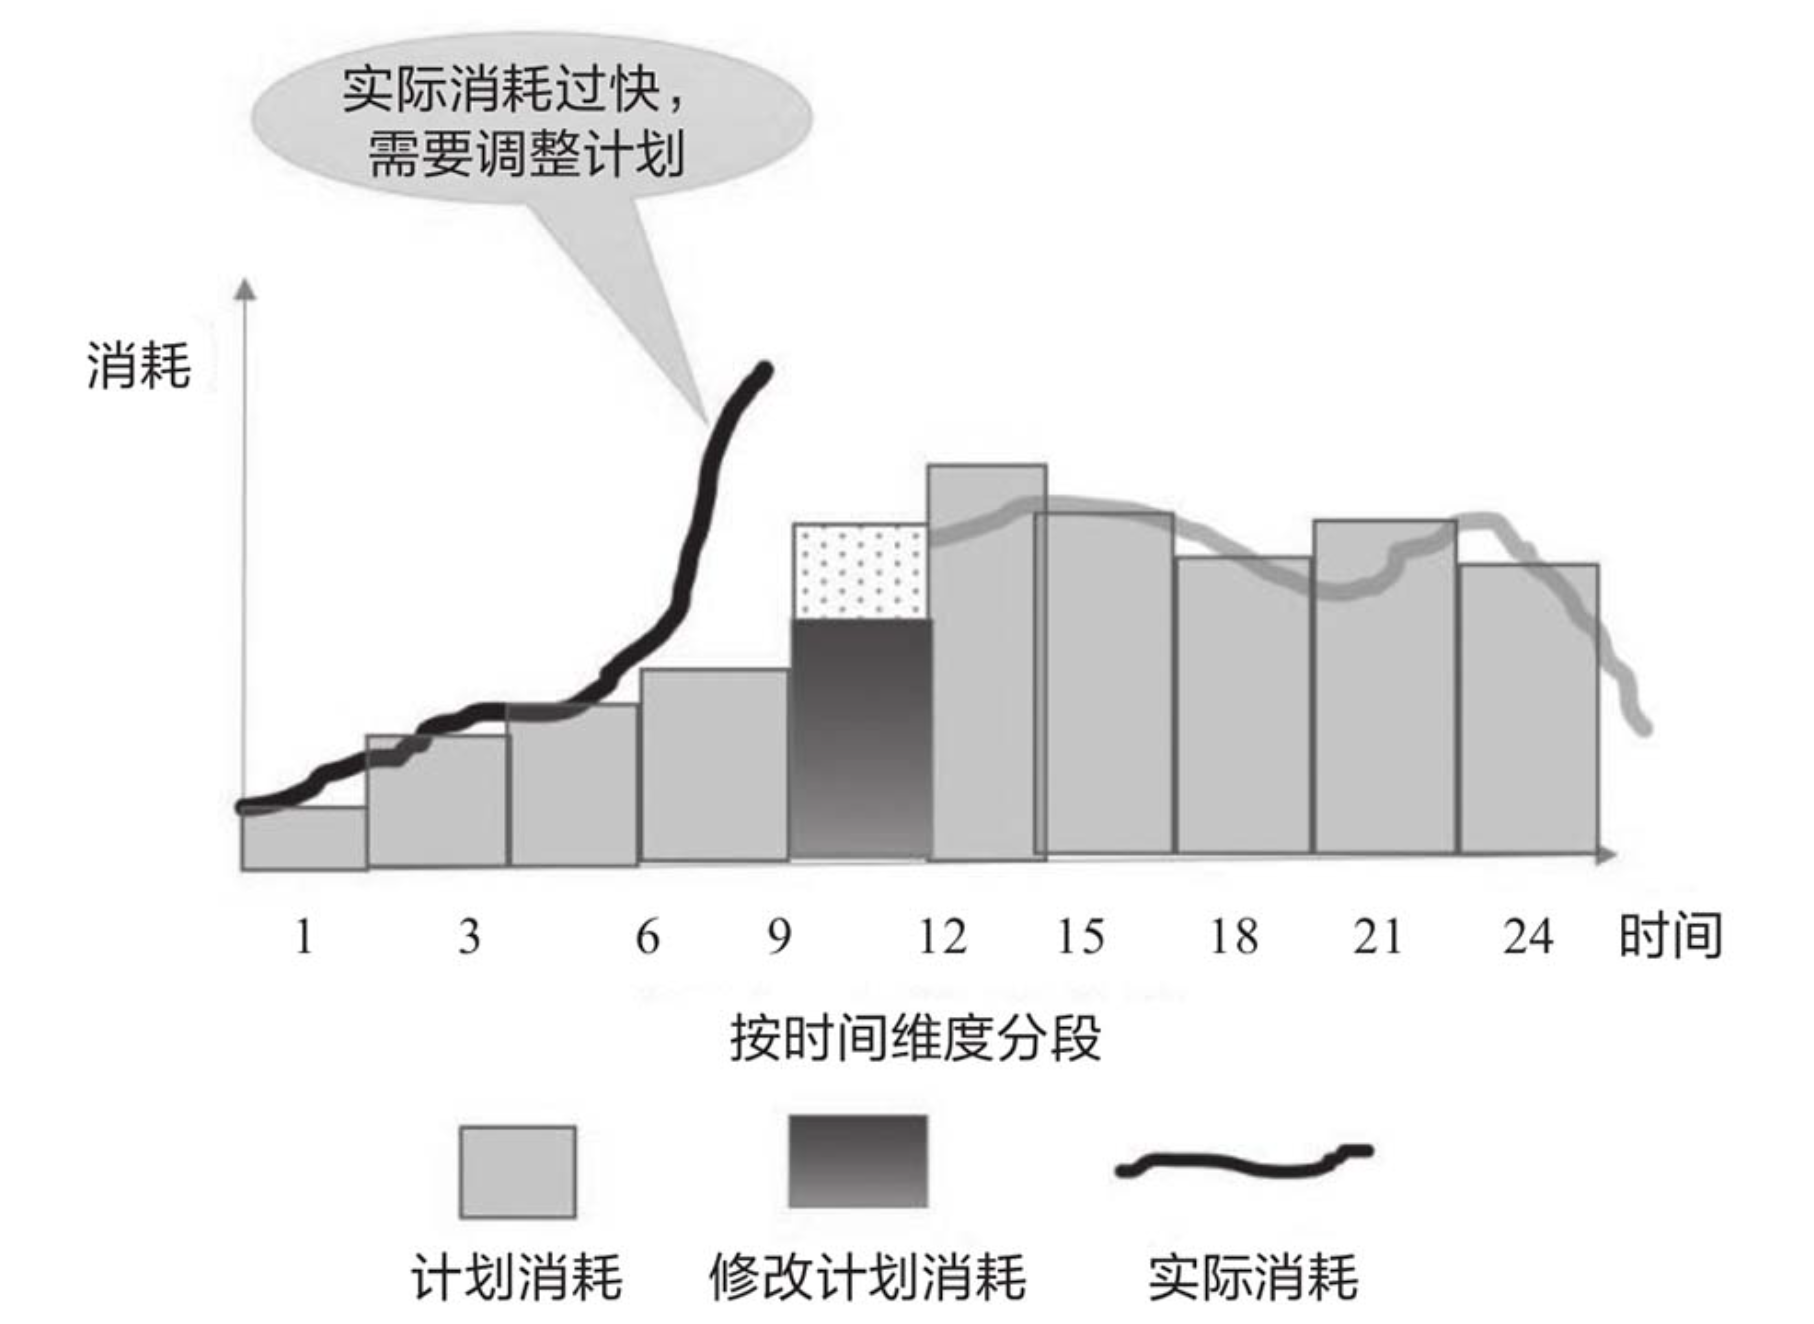 实际消耗过快，
需要调整计划
消耗
1 3 6 9 12 15 18 21 24 时间
按时间维度分段
计划消耗 修改计划消耗 实际消耗